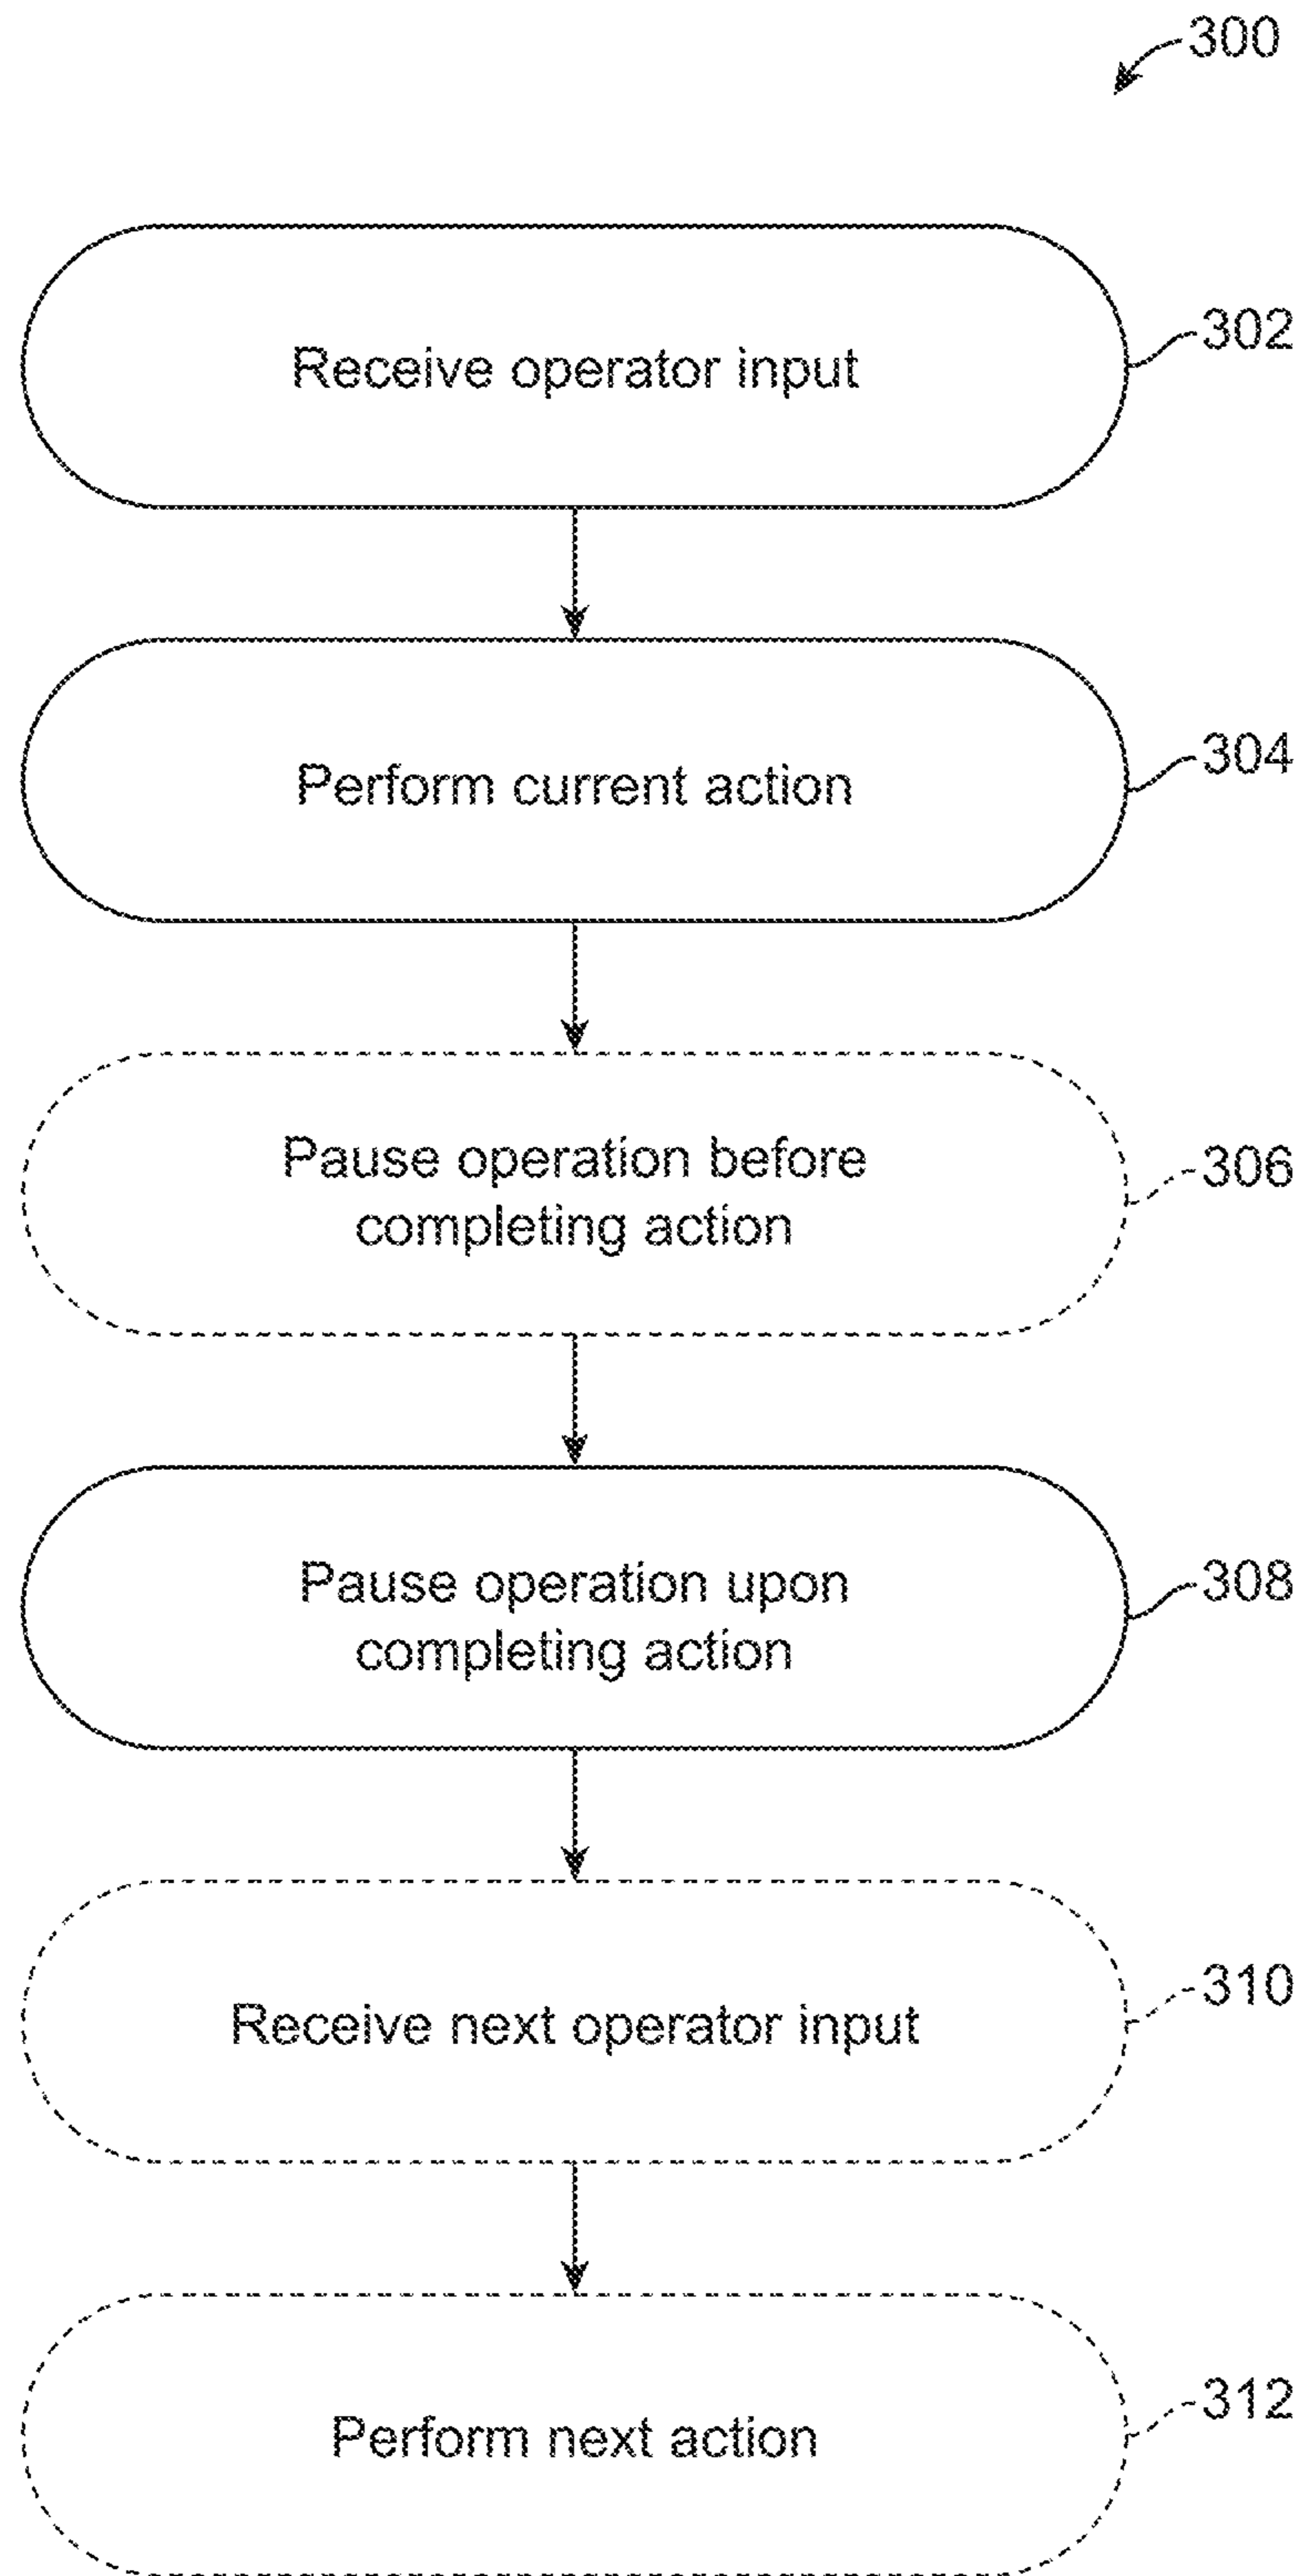 300
Receive operator input
302
Perform current action
304
Pause operation before
completing action
306
Pause operation upon
completing action
308
Receive next operator input
310
Perform next action
312